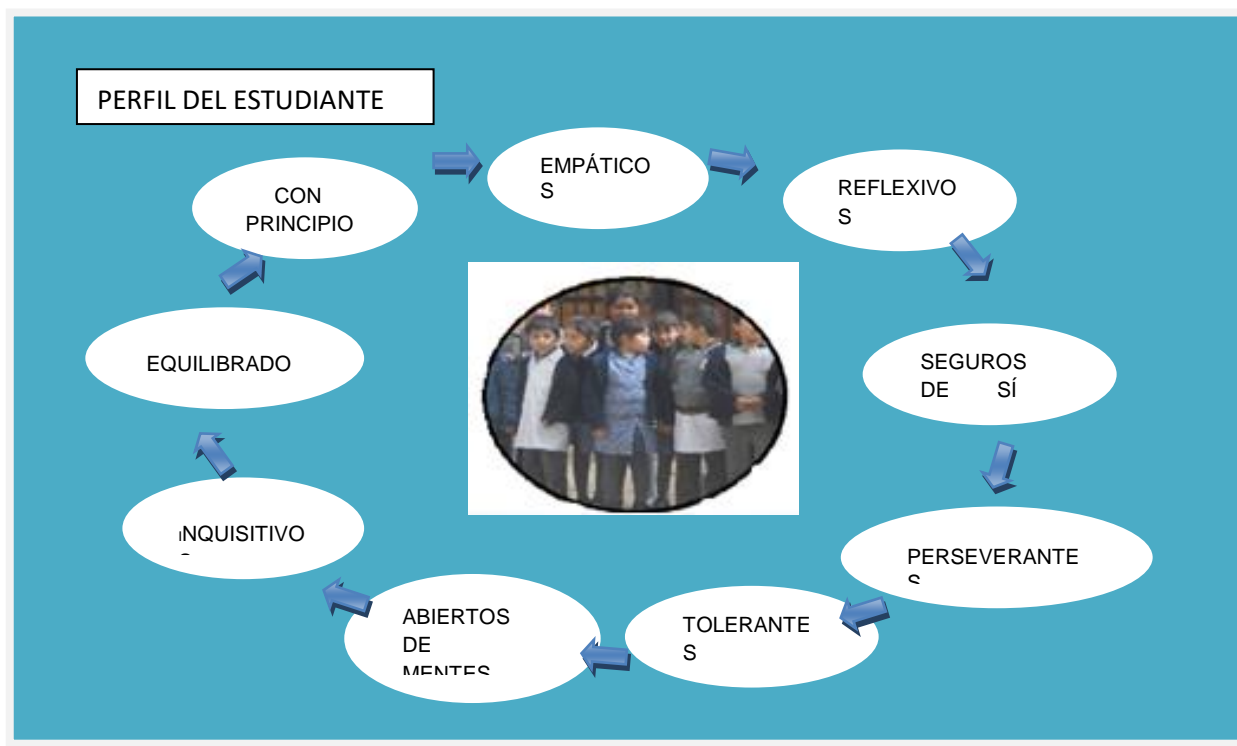 PERFIL DEL ESTUDIANTE
EMPÁTICO
S
REFLEXIVO
S
SEGUROS
DE SÍ
PERSEVERANTE
S
TOLERANTE
S
ABIERTOS
DE
MENTES
INQUISITIVO
EQUILIBRADO
CON
PRINCIPIO